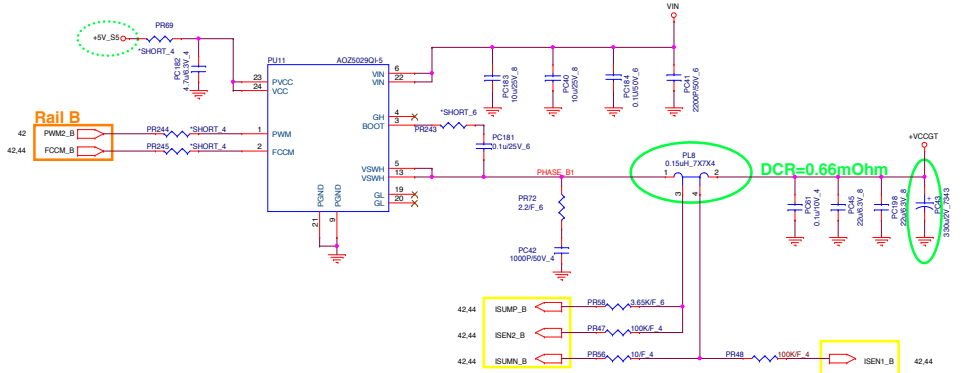 VIN
+5V_S5
PR69
*SHORT_4
PC182
4.7u/6.3V_4
PU11
AOZ5029QI-5
23
24
PVCC
VCC
VIN
VIN
6
22
PC183
10u/25V_8
PC40
10u/25V_8
PC184
0.1U/50V_6
PC41
2200P/50V_4
Rail B
42
PWM2_B
PR244
*SHORT_4
1
PWM
42,44
FCCM_B
PR245
*SHORT_4
2
FCCM
GH
BOOT
4
3
*SHORT_6
PR243
PC181
0.1u/25V_6
VSWH
VSWH
5
13
PHASE_B1
GL
GL
19
20
PGND
PGND
21
9
PR72
2.2/F_6
PC42
1000P/50V_4
PL8
0.15uH_7X7X4
1
2
3
4
DCR=0.66mOhm
+VCCGT
PC61
0.1u/10V_4
PC45
22u/6.3V_8
PC198
22u/6.3V_8
PC43
+
330u/2V_7343
42,44
ISUMP_B
PR58
3.65K/F_6
42,44
ISEN2_B
PR47
100K/F_4
42,44
ISUMN_B
PR56
10/F_4
PR48
100K/F_4
ISEN1_B
42,44